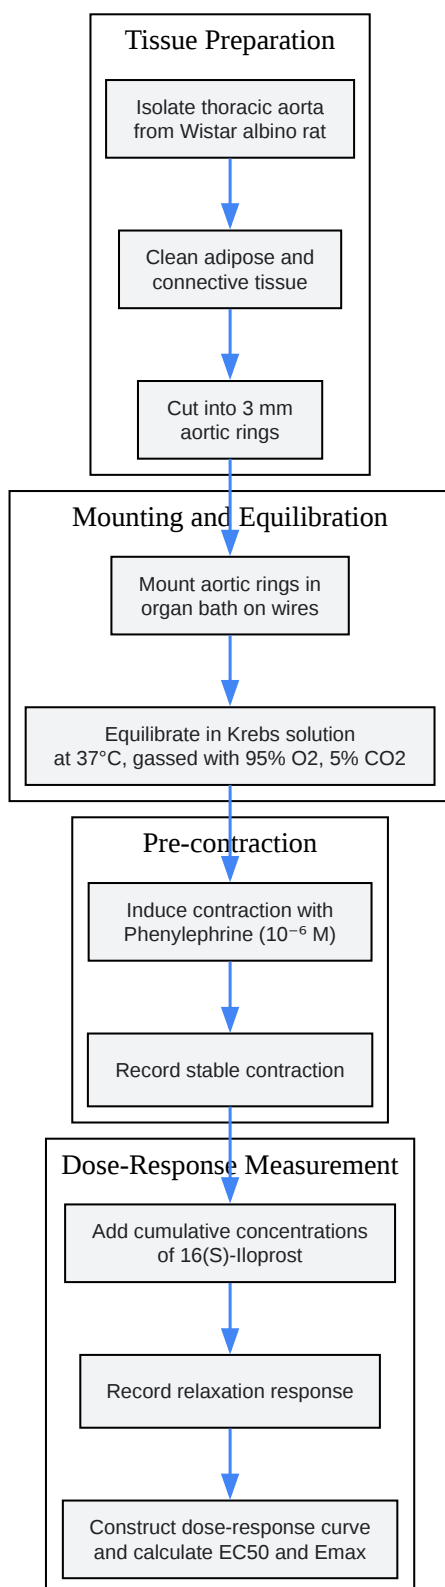 Tissue Preparation
Isolate thoracic aorta
from Wistar albino rat
Clean adipose and
connective tissue
Cut into 3 mm
aortic rings
Mounting and Equilibration
Mount aortic rings in
organ bath on wires
Equilibrate in Krebs solution
at 37°C, gassed with 95% O2, 5% CO2
Pre-contraction
Induce contraction with
Phenylephrine (10⁻⁶ M)
Record stable contraction
Dose-Response Measurement
Add cumulative concentrations
of 16(S)-Iloprost
Record relaxation response
Construct dose-response curve
and calculate EC50 and Emax